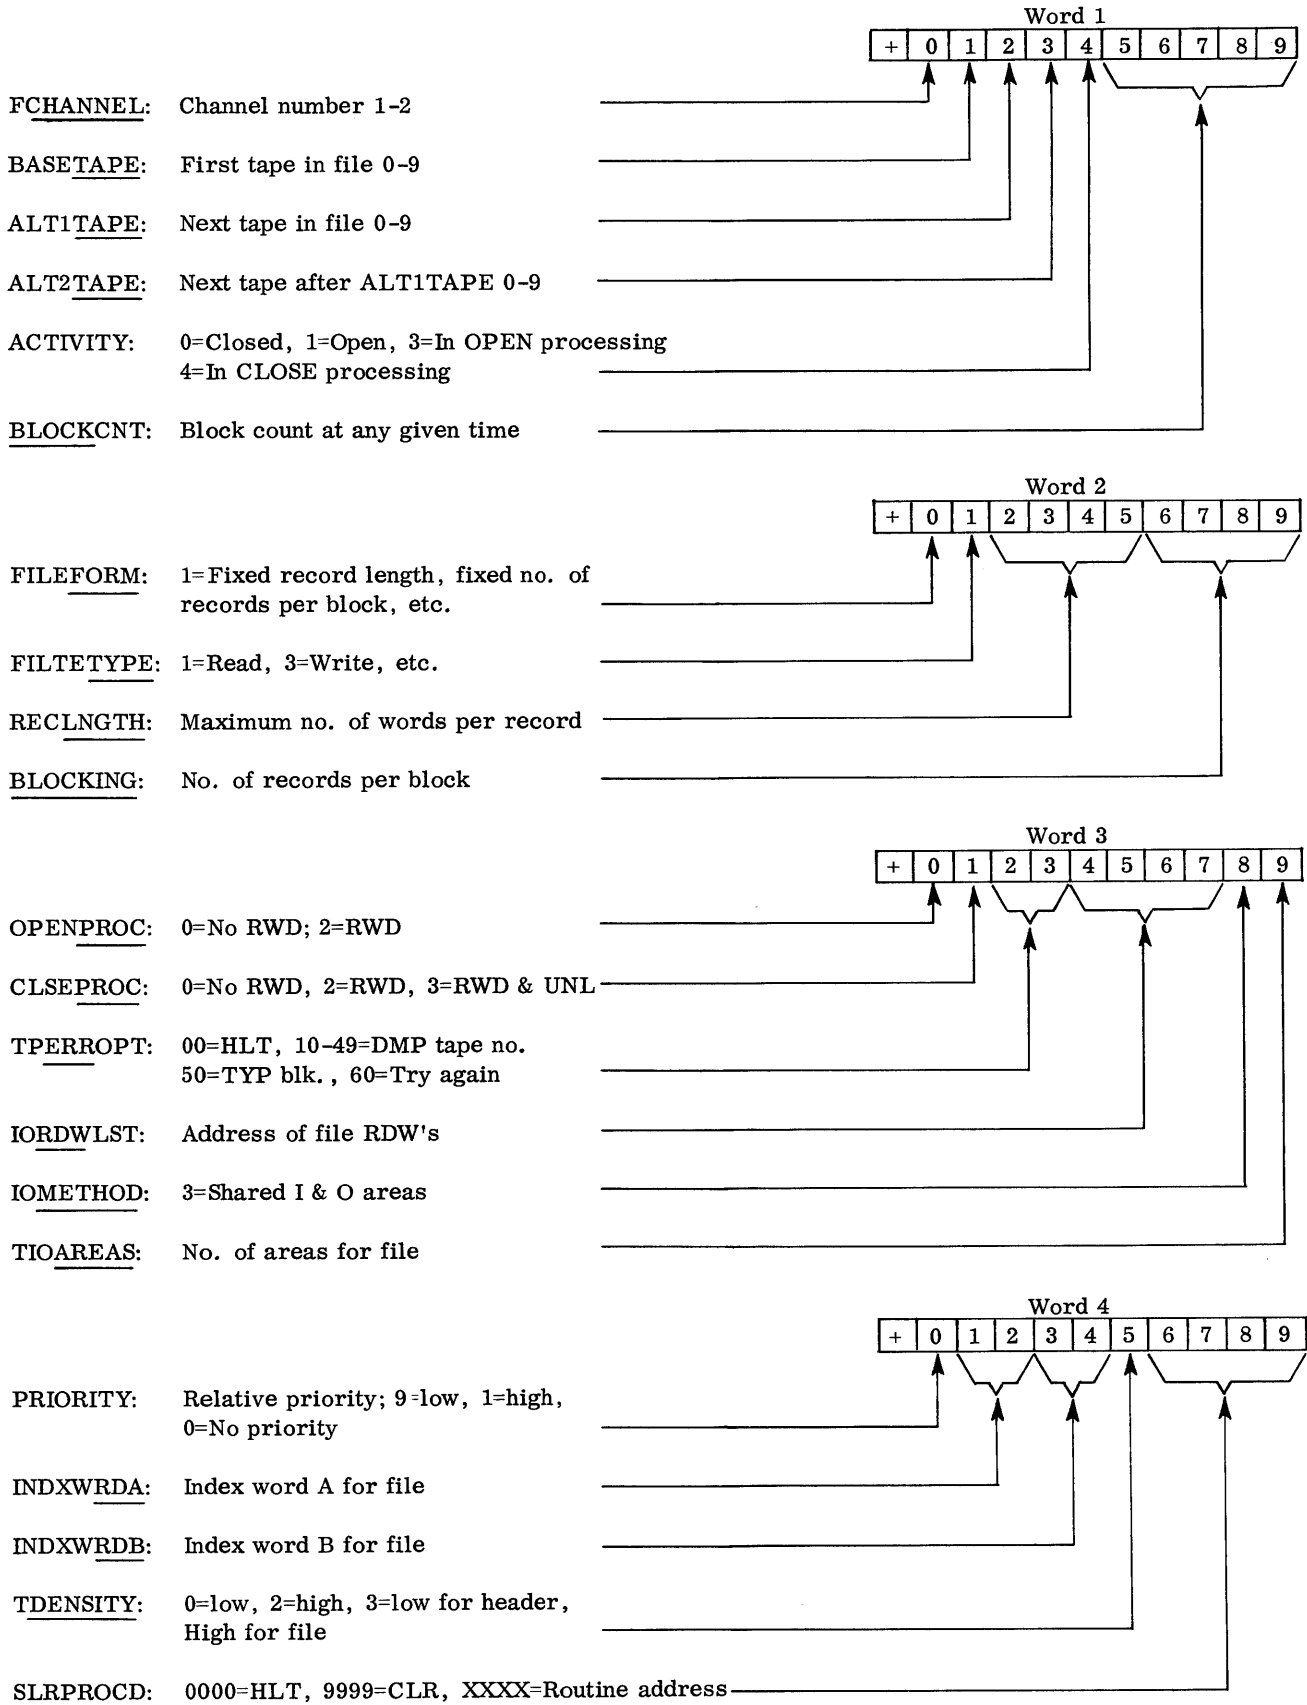 Word 1
+ 0 1 2 3 4 5 6 7 8 9
FCHANNEL: Channel number 1-2
BASETAPE: First tape in file 0-9
ALT1TAPE: Next tape in file 0-9
ALT2TAPE: Next tape after ALT1TAPE 0-9
ACTIVITY: 0=Closed, 1=Open, 3=In OPEN processing
4=In CLOSE processing
BLOCKCNT: Block count at any given time
Word 2
+ 0 1 2 3 4 5 6 7 8 9
FILEFORM: 1=Fixed record length, fixed no. of
records per block, etc.
FILTETYPE: 1=Read, 3=Write, etc.
RECLNGTH: Maximum no. of words per record
BLOCKING: No. of records per block
Word 3
+ 0 1 2 3 4 5 6 7 8 9
OPENPROC: 0=No RWD; 2=RWD
CLSEPROC: 0=No RWD, 2=RWD, 3=RWD & UNL
TPERROPT: 00=HLT, 10-49=DMP tape no.
50=TYP blk., 60=Try again
IORDWLST: Address of file RDW's
IOMETHOD: 3=Shared I & O areas
TIOAREAS: No. of areas for file
Word 4
+ 0 1 2 3 4 5 6 7 8 9
PRIORITY: Relative priority; 9=low, 1=high,
0=No priority
INDXWRDA: Index word A for file
INDXWRDB: Index word B for file
TDENSITY: 0=low, 2=high, 3=low for header,
High for file
SLRPROCD: 0000=HLT, 9999=CLR, XXXX=Routine address